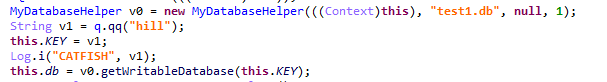 MyDatabaseHelper v0 = new MyDatabaseHelper(((Context)this), "test1.db", null, 1);
String v1 = q.qq("hill");
this.KEY = v1;
Log.i("CATFISH", v1);
this.db = v0.getWritableDatabase(this.KEY);